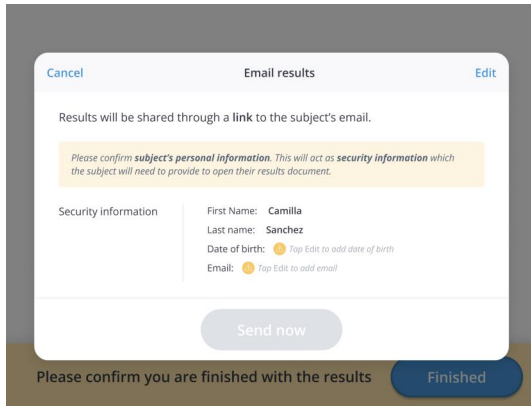 Cancel Email results Edit
Results will be shared through a link to the subject's email.
Please confirm subject's personal information. This will act as security information which
the subject will need to provide to open their results document.
Security information First Name: Camilla
Last name: Sanchez
Date of birth: Tap Edit to add date of birth
Email: Tap Edit to add email
Send now
Please confirm you are finished with the results Finished